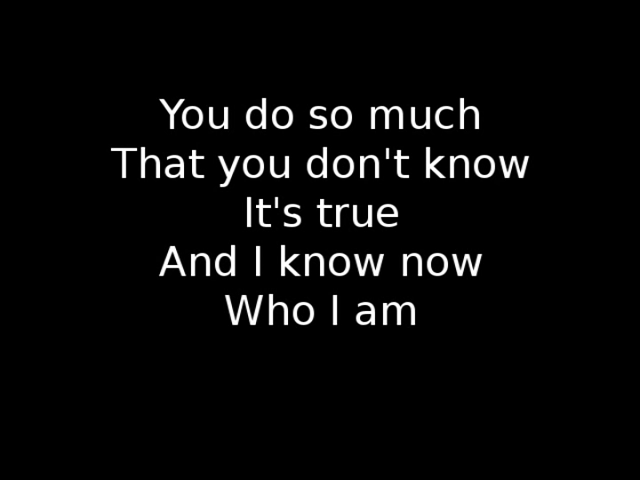 You do so much
That you don't know
It's true
And I know now
Who I am